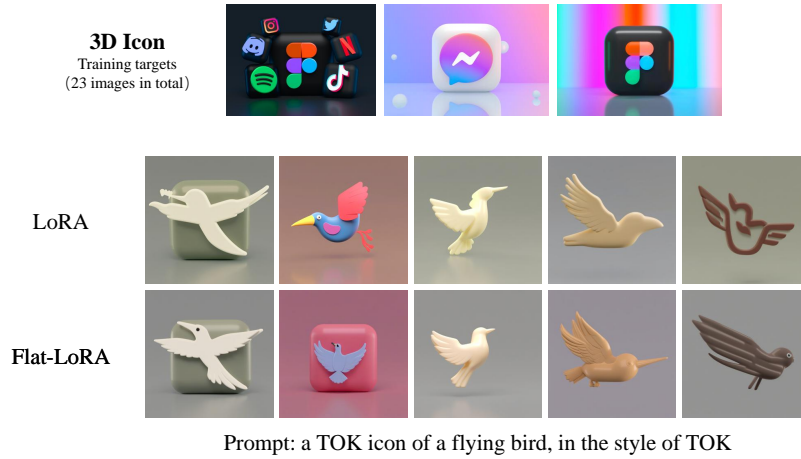 3D Icon
Training targets
(23 images in total)
LoRA
Flat-LoRA
Prompt: a TOK icon of a flying bird, in the style of TOK